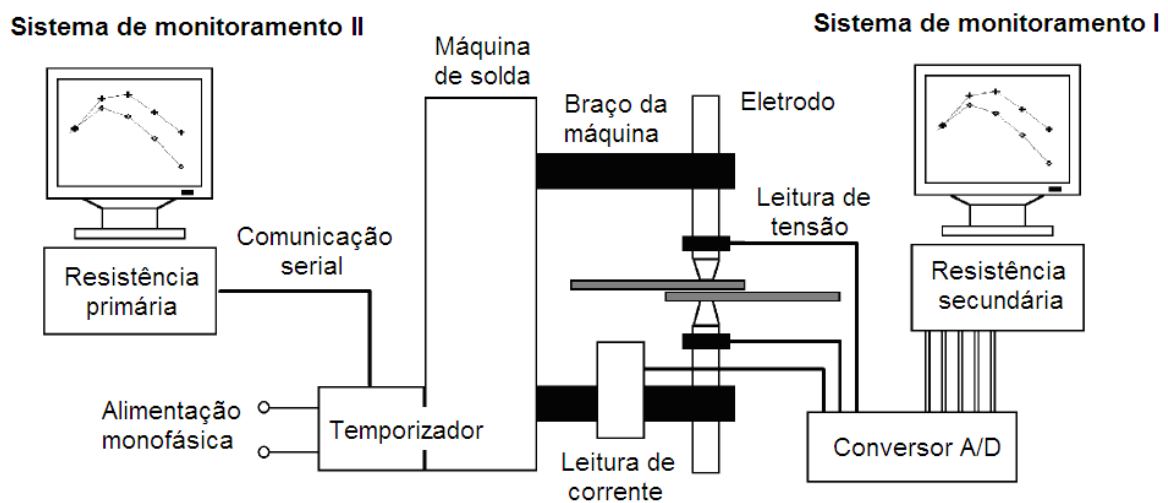 Sistema de monitoramento II
Sistema de monitoramento I
Máquina
de solda
Braço da
máquina
Eletrodo
Leitura de
tensão
Comunicação
serial
Resistência
primária
Resistência
secundária
Alimentação
monofásica
Temporizador
Leitura de
corrente
Conversor A/D